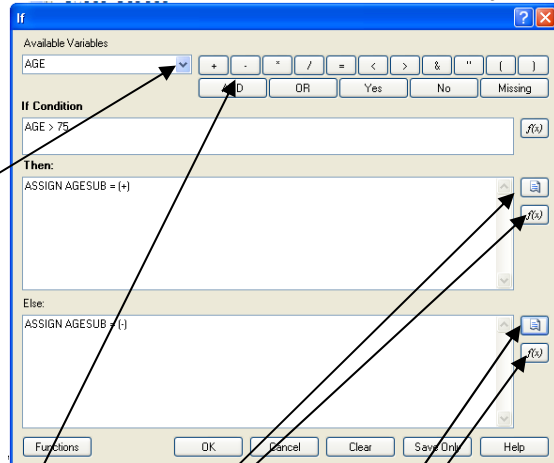 If
Available Variables
AGE
+ - * / = < > & " ( )
OR Yes No Missing
If Condition
AGE > 75
f(x)
Then:
ASSIGN AGESUB = (+)
f(x)
Else:
ASSIGN AGESUB = (-)
f(x)
Functions OK Cancel Clear Save Only Help